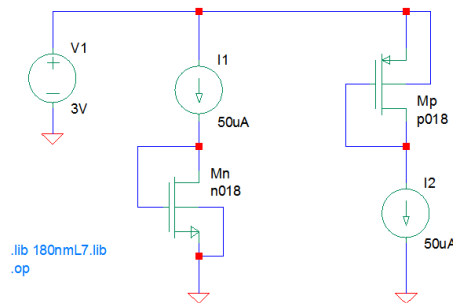 V1
3V
I1
50uA
Mn
n018
Mp
p018
I2
50uA
.lib 180nmL7.lib
.op